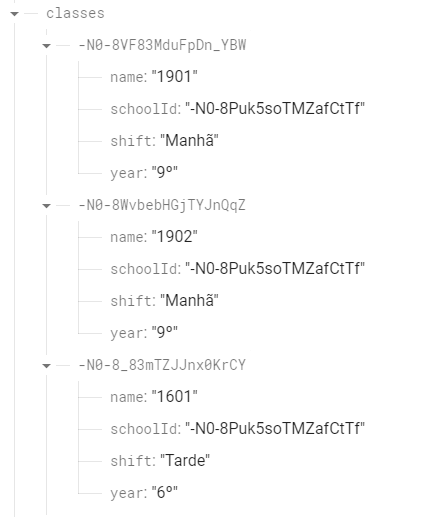 classes
-N0-8VF83MduFpDn_YBW
name: "1901"
schoolId: "-N0-8Puk5soTMZafCtTf"
shift: "Manhã"
year: "9º"
-N0-8WvbebHGjTYJnQqZ
name: "1902"
schoolId: "-N0-8Puk5soTMZafCtTf"
shift: "Manhã"
year: "9º"
-N0-8_83mTZJJnx0KrCY
name: "1601"
schoolId: "-N0-8Puk5soTMZafCtTf"
shift: "Tarde"
year: "6º"